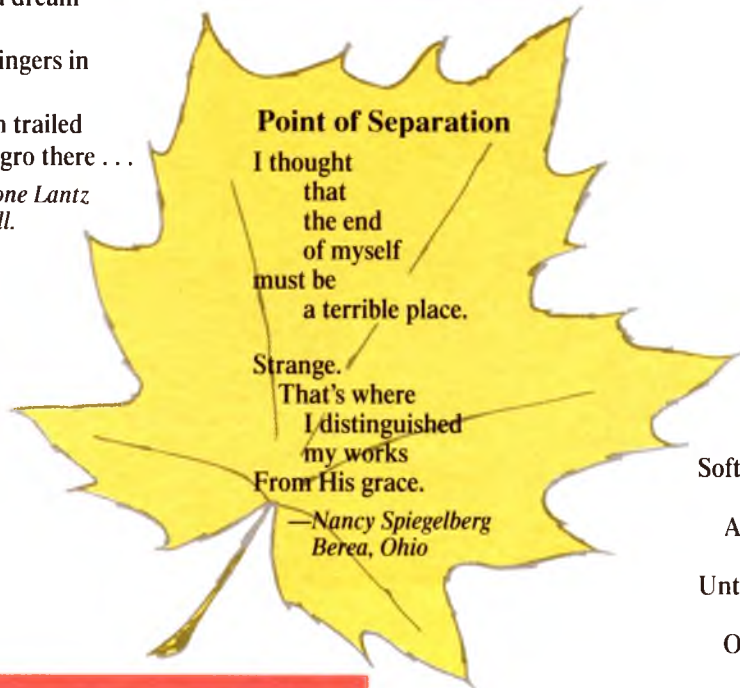 dream
ingers in
trailed
gro there . . .
one Lantz
ll.
Point of Separation
I thought
that
the end
of myself
must be
a terrible place.
Strange.
That's where
I distinguished
my works
From His grace.
—Nancy Spiegelberg
Berea, Ohio
Soft
A
Unt
O